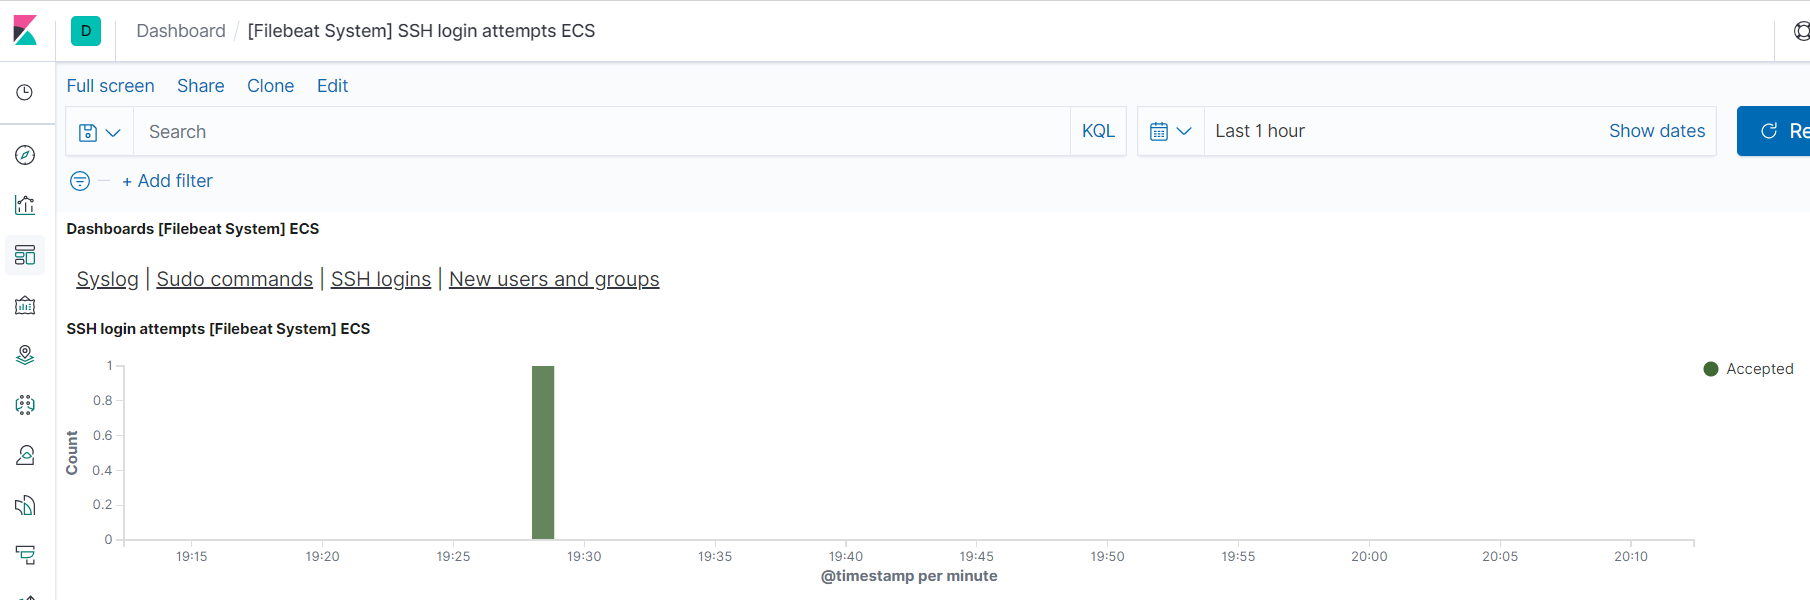 D Dashboard / [Filebeat System] SSH login attempts ECS
Full screen Share Clone Edit
Search KQL Last 1 hour Show dates Re
+ Add filter
Dashboards [Filebeat System] ECS
Syslog | Sudo commands | SSH logins | New users and groups
SSH login attempts [Filebeat System] ECS
1
0.8
0.6
0.4
0.2
0
Count
Accepted
19:15 19:20 19:25 19:30 19:35 19:40 19:45 19:50 19:55 20:00 20:05 20:10
@timestamp per minute